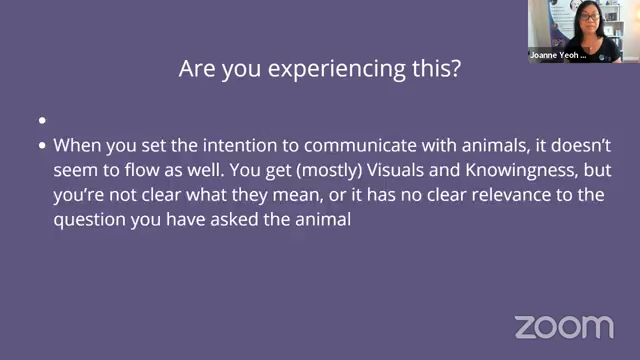 Joanne Yeoh ...
Are you experiencing this?
When you set the intention to communicate with animals, it doesn’t
seem to flow as well. You get (mostly) Visuals and Knowingness, but
you’re not clear what they mean, or it has no clear relevance to the
question you have asked the animal
zoom